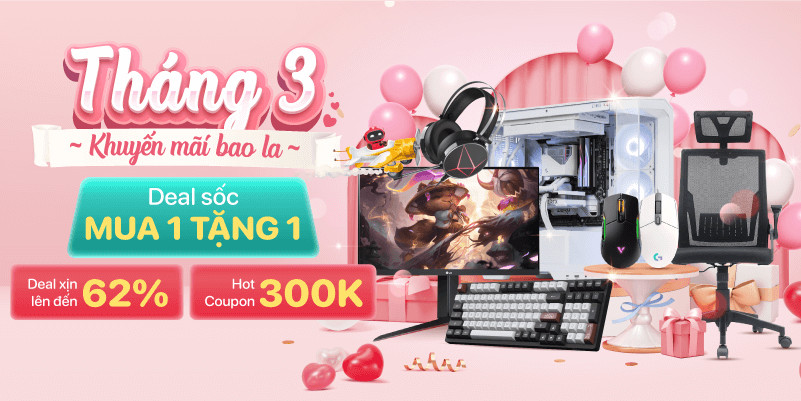 Tháng 3
~ Khuyến mãi bao la ~
Deal sốc
MUA 1 TẶNG 1
Deal xịn
lên đến
62%
Hot
Coupon
300K
LG
G